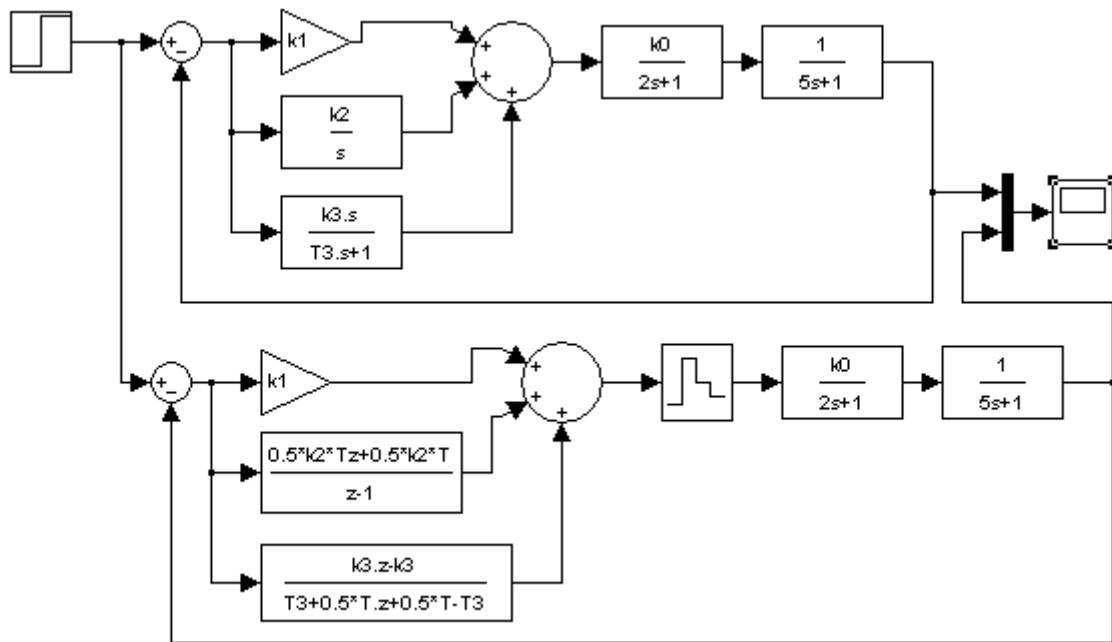 +
−
k1
+
+
+
k0
2s+1
1
5s+1
k2
s
k3.s
T3.s+1
+
−
k1
+
+
+
k0
2s+1
1
5s+1
0.5*k2*Tz+0.5*k2*T
z-1
k3.z-k3
T3+0.5*T.z+0.5*T-T3